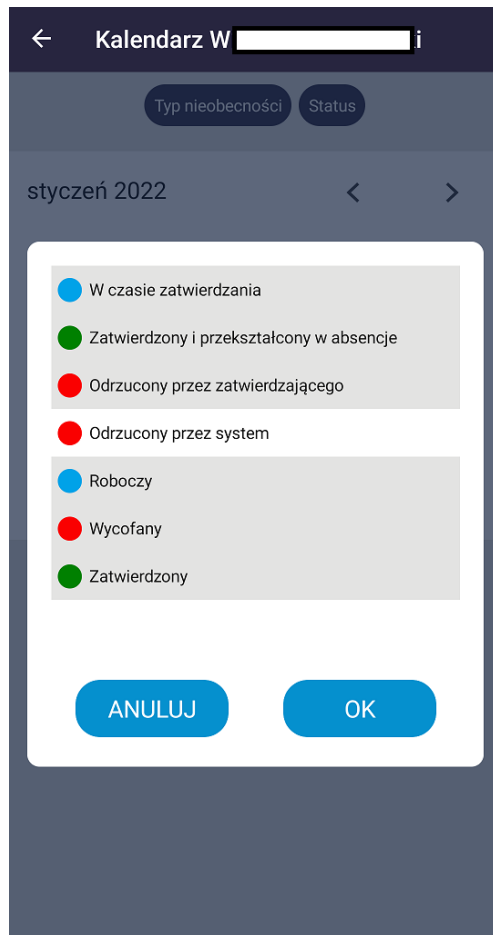 Kalendarz W i
Typ nieobecności Status
styczeń 2022
W czasie zatwierdzania
Zatwierdzony i przekształcony w absencje
Odrzucony przez zatwierdzającego
Odrzucony przez system
Roboczy
Wycofany
Zatwierdzony
ANULUJ OK